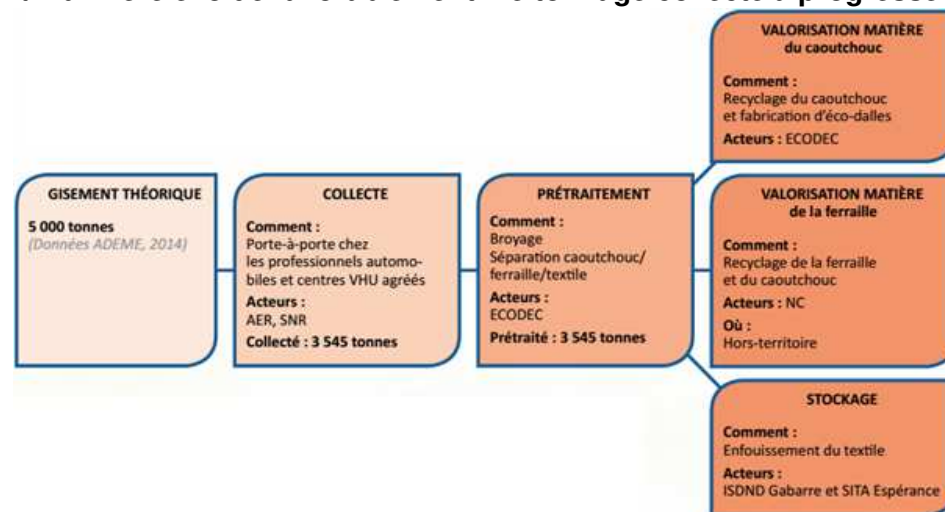 GISEMENT THÉORIQUE
5 000 tonnes
(Données ADEME, 2014)
COLLECTE
Comment :
Porte-à-porte chez
les professionnels automo-
biles et centres VHU agréés
Acteurs :
AER, SNR
Collecté : 3 545 tonnes
PRÉTRAITEMENT
Comment :
Broyage
Séparation caoutchouc/
ferraille/textile
Acteurs :
ECODEC
Prétraité : 3 545 tonnes
VALORISATION MATIÈRE
du caoutchouc
Comment :
Recyclage du caoutchouc
et fabrication d'éco-dalles
Acteurs : ECODEC
VALORISATION MATIÈRE
de la ferraille
Comment :
Recyclage de la ferraille
et du caoutchouc
Acteurs : NC
Où :
Hors-territoire
STOCKAGE
Comment :
Enfouissement du textile
Acteurs :
ISDND Gabarre et SITA Espérance